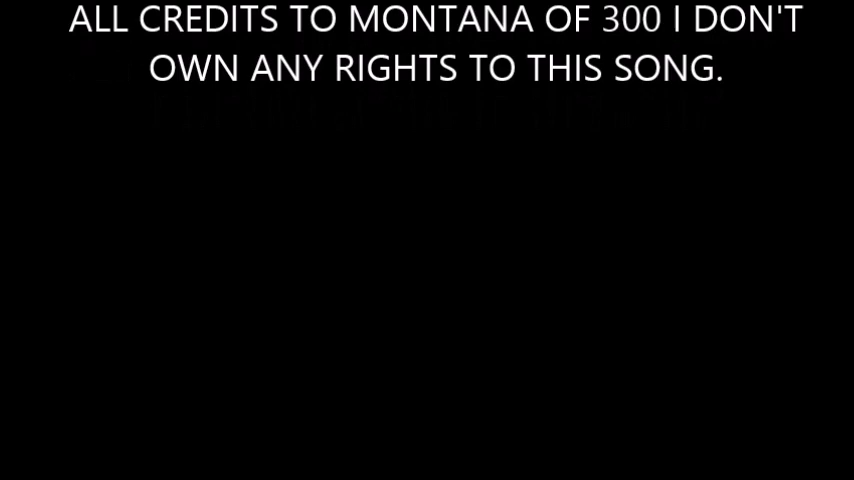 ALL CREDITS TO MONTANA OF 300 I DON'T
OWN ANY RIGHTS TO THIS SONG.